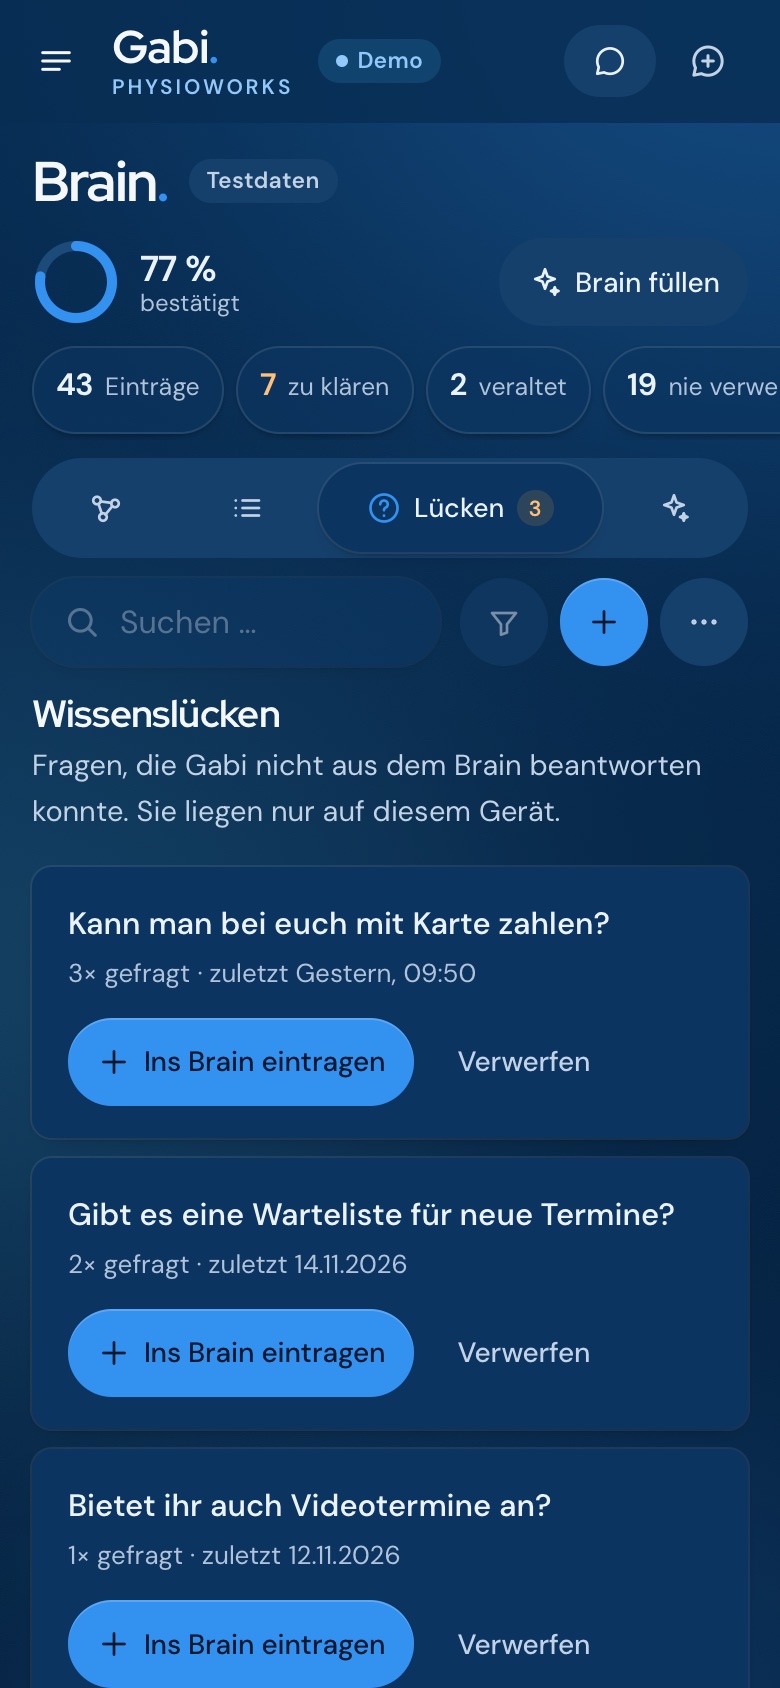 Gabi.
PHYSIOWORKS
Demo
Brain.
Testdaten
77 %
bestätigt
Brain füllen
43 Einträge
7 zu klären
2 veraltet
19 nie verwe
Lücken 3
Suchen ...
Wissenslücken
Fragen, die Gabi nicht aus dem Brain beantworten
konnte. Sie liegen nur auf diesem Gerät.
Kann man bei euch mit Karte zahlen?
3× gefragt · zuletzt Gestern, 09:50
Ins Brain eintragen
Verwerfen
Gibt es eine Warteliste für neue Termine?
2× gefragt · zuletzt 14.11.2026
Ins Brain eintragen
Verwerfen
Bietet ihr auch Videotermine an?
1× gefragt · zuletzt 12.11.2026
Ins Brain eintragen
Verwerfen